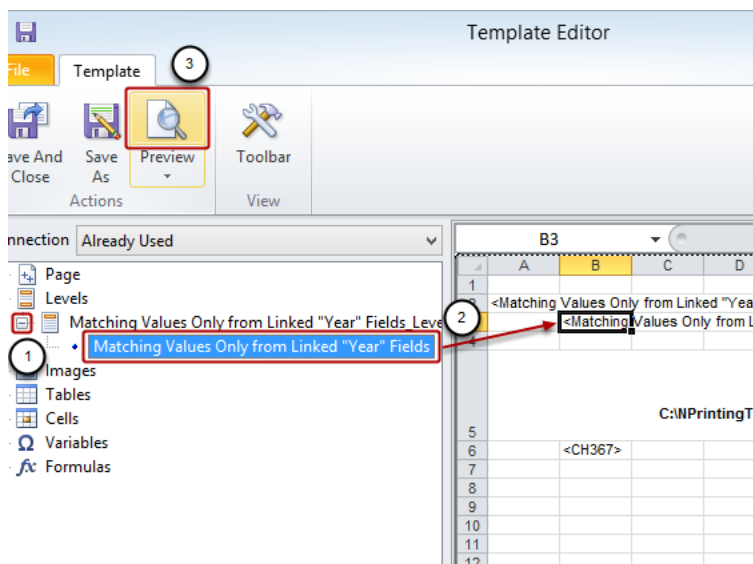 Template Editor
File Template 3
ave And Save Preview Toolbar
Close As
Actions View
nnection Already Used B3
A B C D
Page 1
Levels <Matching Values Only from Linked "Yea
Matching Values Only from Linked "Year" Fields_Leve 2 <Matching Values Only from L
1 Matching Values Only from Linked "Year" Fields 4
Images
Tables
Cells C:\NPrintingT
5
Ω Variables 6 <CH367>
fx Formulas 7
8
9
10
11
12